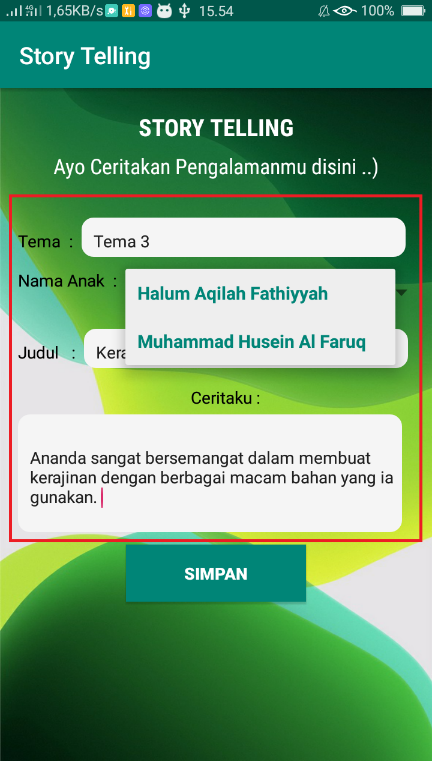 1,65KB/s 15.54 100%
Story Telling
STORY TELLING
Ayo Ceritakan Pengalamanmu disini ..)
Tema : Tema 3
Nama Anak :
Halum Aqilah Fathiyyah
Muhammad Husein Al Faruq
Judul : Kera
Ceritaku :
Ananda sangat bersemangat dalam membuat
kerajinan dengan berbagai macam bahan yang ia
gunakan.
SIMPAN